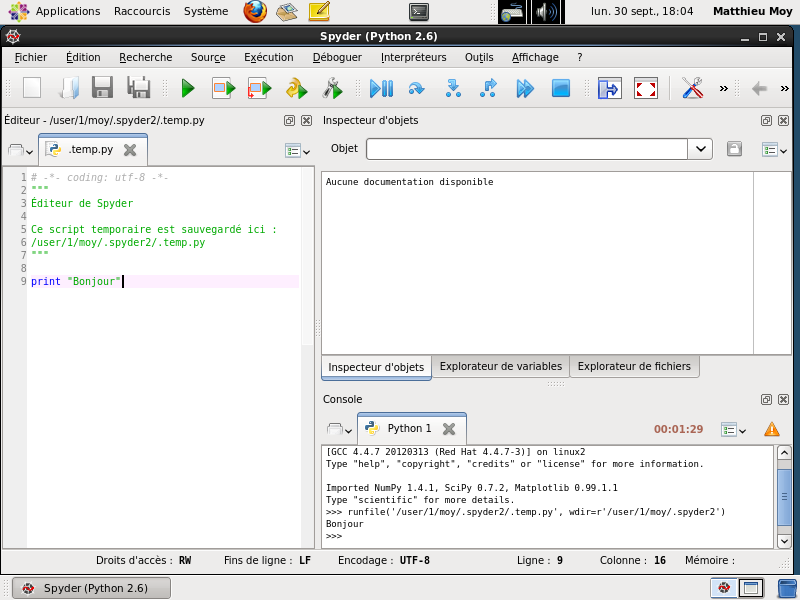 Applications Raccourcis Système lun. 30 sept., 18:04 Matthieu Moy
Spyder (Python 2.6)
Fichier Édition Recherche Source Exécution Déboguer Interpréteurs Outils Affichage ?
Éditeur - /user/1/moy/.spyder2/.temp.py
.temp.py
1 # -*- coding: utf-8 -*-
2 """
3 Éditeur de Spyder
4
5 Ce script temporaire est sauvegardé ici :
6 /user/1/moy/.spyder2/.temp.py
7 """
8
9 print "Bonjour"
Inspecteur d'objets
Objet
Aucune documentation disponible
Inspecteur d'objets Explorateur de variables Explorateur de fichiers
Console
Python 1 00:01:29
[GCC 4.4.7 20120313 (Red Hat 4.4.7-3)] on linux2
Type "help", "copyright", "credits" or "license" for more information.
Imported NumPy 1.4.1, SciPy 0.7.2, Matplotlib 0.99.1.1
Type "scientific" for more details.
>>> runfile('/user/1/moy/.spyder2/.temp.py', wdir=r'/user/1/moy/.spyder2')
Bonjour
>>>
Droits d'accès : RW Fins de ligne : LF Encodage : UTF-8 Ligne : 9 Colonne : 16 Mémoire :
Spyder (Python 2.6)